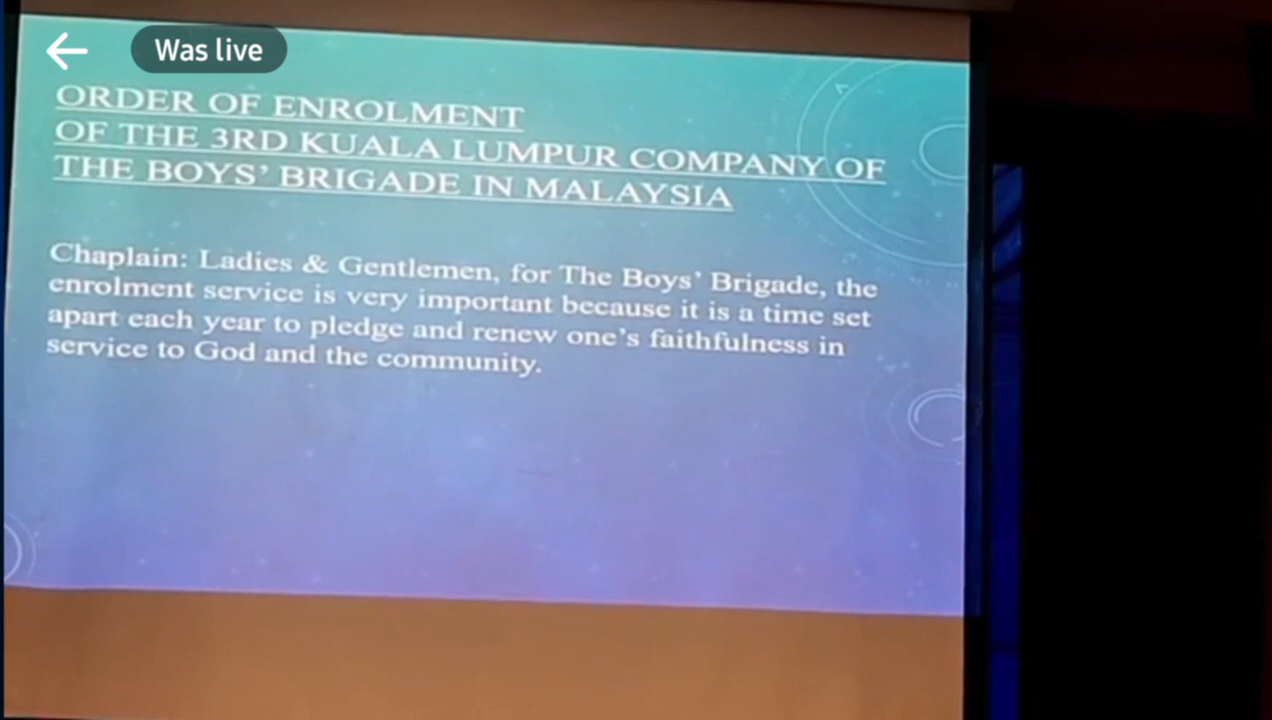 Was live
ORDER OF ENROLMENT
OF THE 3RD KUALA LUMPUR COMPANY OF
THE BOYS’ BRIGADE IN MALAYSIA
Chaplain: Ladies & Gentlemen, for The Boys’ Brigade, the
enrolment service is very important because it is a time set
apart each year to pledge and renew one’s faithfulness in
service to God and the community.